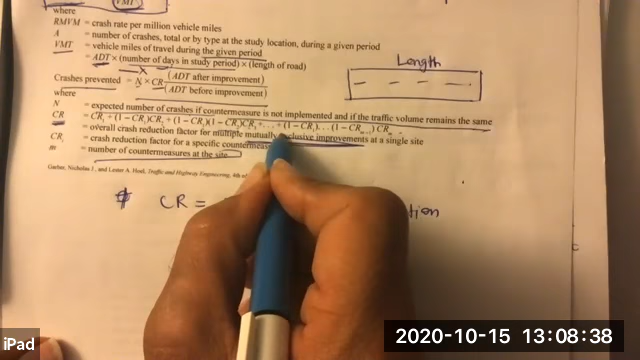 VMT
where
RMVM = crash rate per million vehicle miles
A = number of crashes, total or by type at the study location, during a given period
VMT = vehicle miles of travel during the given period
= ADT × (number of days in study period) × (length of road)
Length
Crashes prevented = N × CR (ADT after improvement)
(ADT before improvement)
where
N = expected number of crashes if countermeasure is not implemented and if the traffic volume remains the same
CR = CR₁ + (1 − CR₁)CR₂ + (1 − CR₁)(1 − CR₂)CR₃ + . . . + (1 − CR₁). . . (1 − CRₘ₋₁) CRₘ
= overall crash reduction factor for multiple mutually exclusive improvements at a single site
CRᵢ = crash reduction factor for a specific
m = number of countermeasures at the site
Garber, Nicholas J., and Lester A. Hoel, Traffic and Highway Engineering, 4th
CR =
iPad
2020-10-15 13:08:38